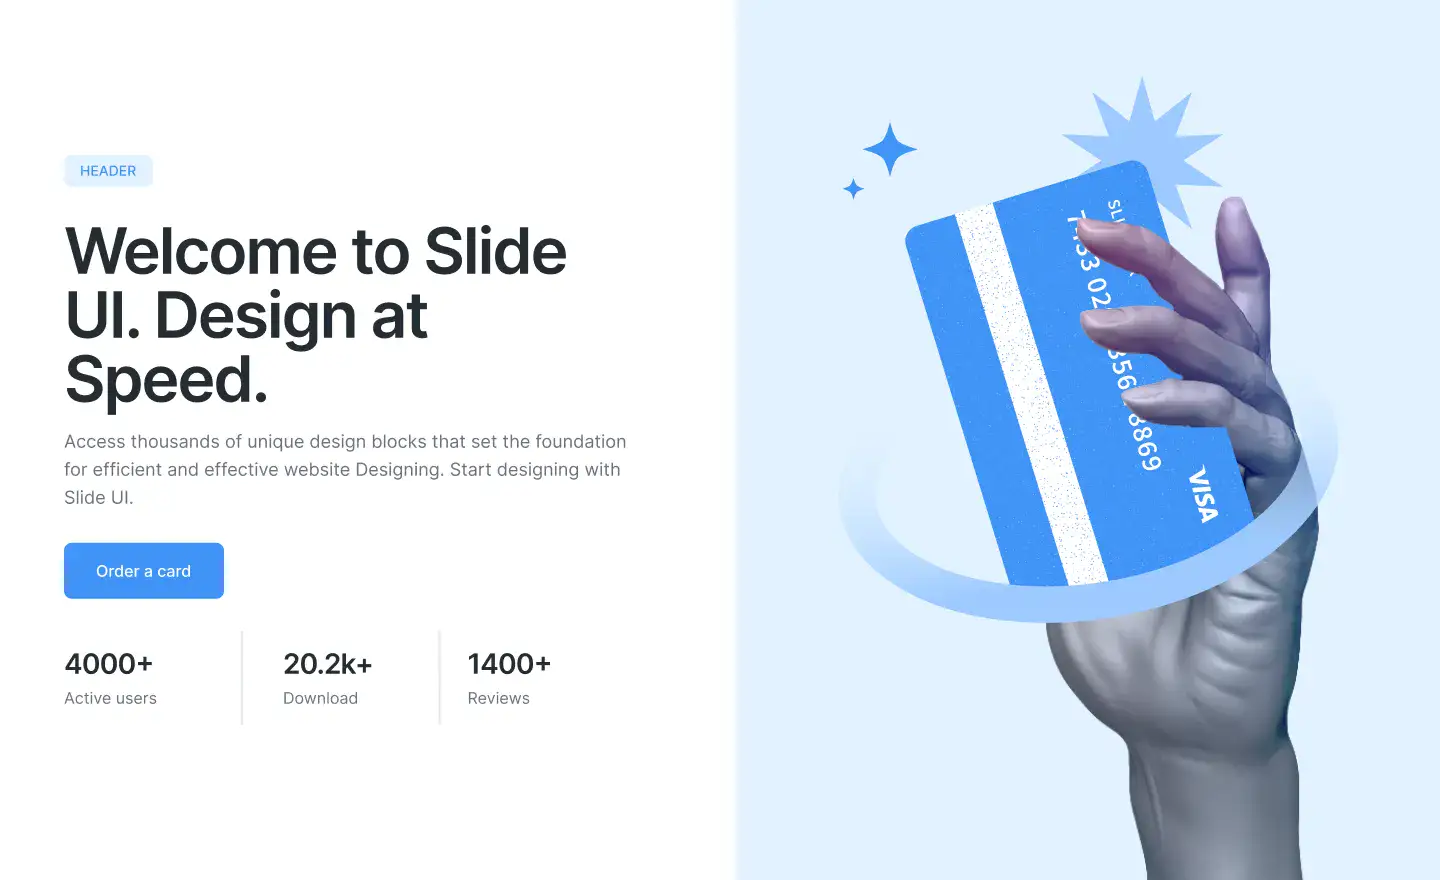 HEADER
Welcome to Slide
UI. Design at
Speed.
Access thousands of unique design blocks that set the foundation
for efficient and effective website Designing. Start designing with
Slide UI.
Order a card
4000+
Active users
20.2k+
Download
1400+
Reviews
VISA